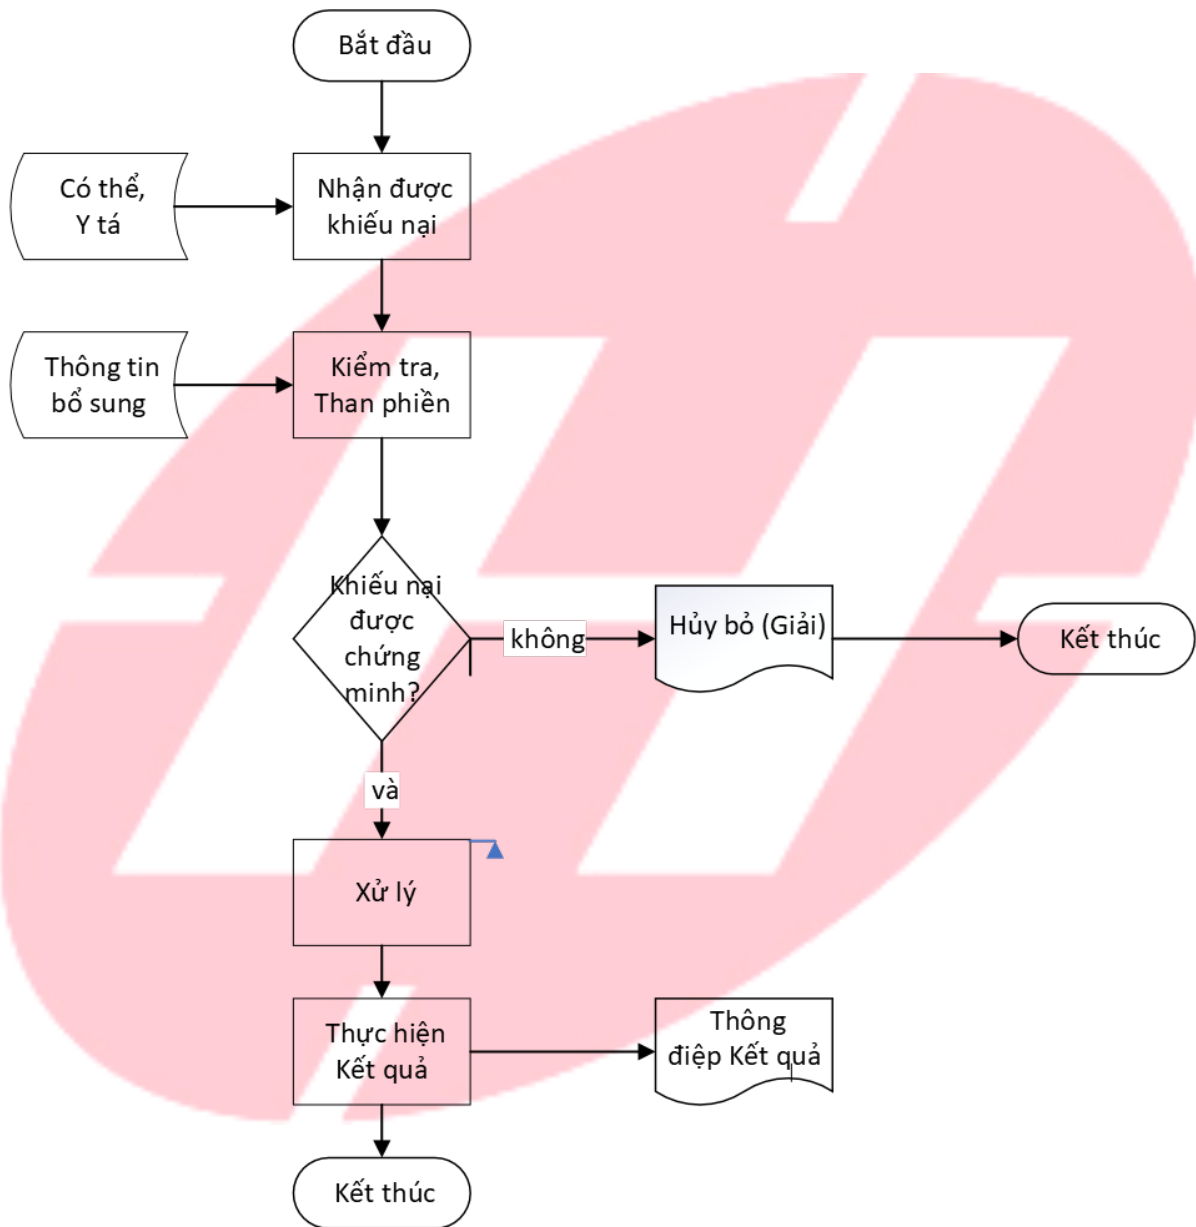 Bắt đầu
Có thể,
Y tá
Nhận được
khiếu nại
Thông tin
bổ sung
Kiểm tra,
Than phiền
Khiếu nại
được
chứng
minh?
không
Hủy bỏ (Giải)
Kết thúc
và
Xử lý
Thực hiện
Kết quả
Thông
điệp Kết quả
Kết thúc